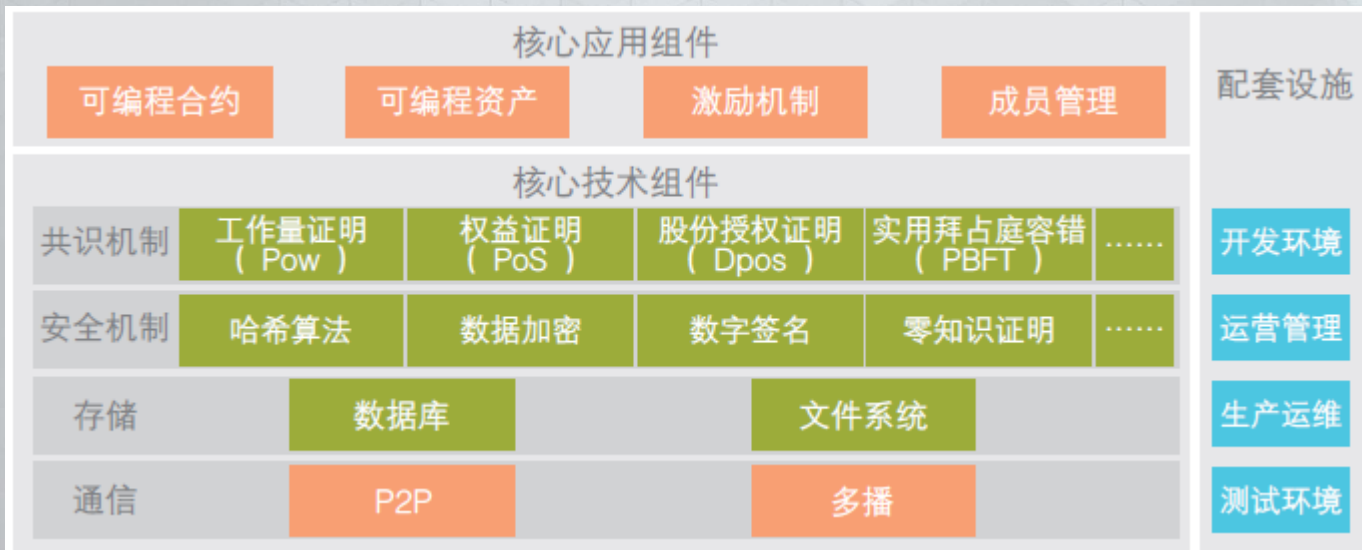 核心应用组件
可编程合约
可编程资产
激励机制
成员管理
核心技术组件
共识机制
工作量证明
( Pow )
权益证明
( PoS )
股份授权证明
( Dpos )
实用拜占庭容错
( PBFT )
……
安全机制
哈希算法
数据加密
数字签名
零知识证明
……
存储
数据库
文件系统
通信
P2P
多播
配套设施
开发环境
运营管理
生产运维
测试环境